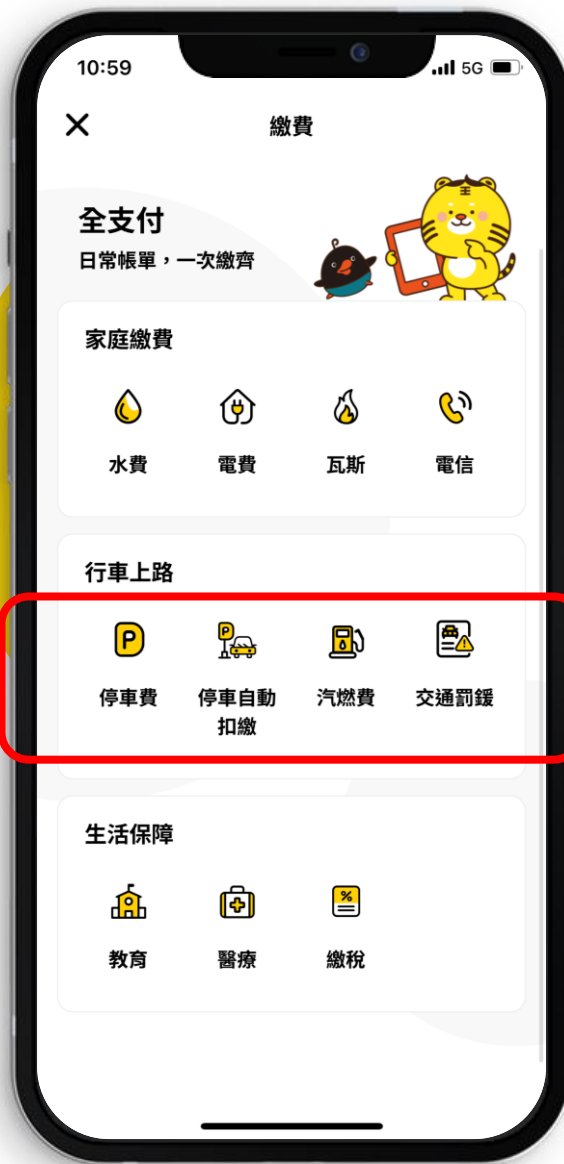 10:59
5G
繳費
全支付
日常帳單，一次繳齊
王
家庭繳費
水費
電費
瓦斯
電信
行車上路
P
P
停車費
停車自動
扣繳
汽燃費
交通罰鍰
生活保障
%
教育
醫療
繳稅